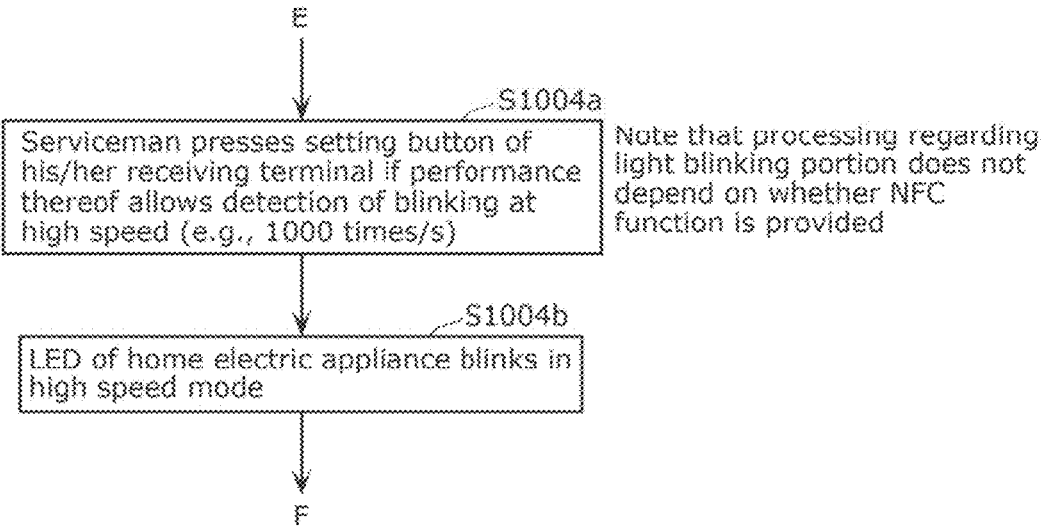 E
S1004a
Serviceman presses setting button of
his/her receiving terminal if performance
thereof allows detection of blinking at
high speed (e.g., 1000 times/s)
Note that processing regarding
light blinking portion does not
depend on whether NFC
function is provided
S1004b
LED of home electric appliance blinks in
high speed mode
F